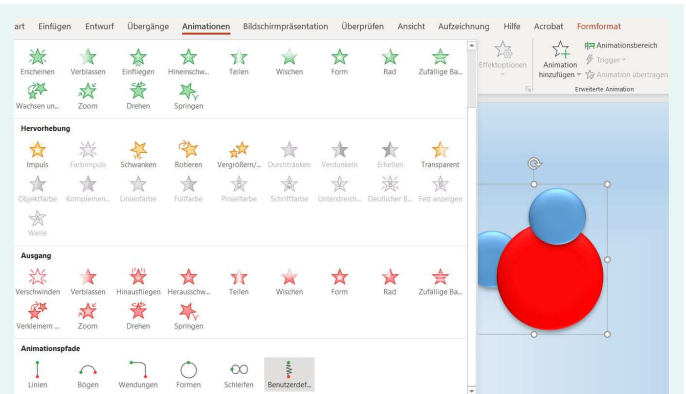 art Einfügen Entwurf Übergänge Animationen Bildschirmpräsentation Überprüfen Ansicht Aufzeichnung Hilfe Acrobat Formformat
Erscheinen Verblassen Einfliegen Hineinschw... Teilen Wischen Form Rad Zufällige Ba...
Wachsen un... Zoom Drehen Springen
Hervorhebung
Impuls Farbimpuls Schwanken Rotieren Vergrößern/... Durchtränken Verdunkeln Erhellen Transparent
Objektfarbe Komplemen... Linienfarbe Füllfarbe Pinselfarbe Schriftfarbe Unterstreich... Deutlicher B... Fett anzeigen
Welle
Ausgang
Verschwinden Verblassen Hinausfliegen Herausschw... Teilen Wischen Form Rad Zufällige Ba...
Verkleinern ... Zoom Drehen Springen
Animationspfade
Linien Bögen Wendungen Formen Schleifen Benutzerdef...
Effektoptionen
Animation hinzufügen
Animationsbereich
Trigger
Animation übertragen
Erweiterte Animation